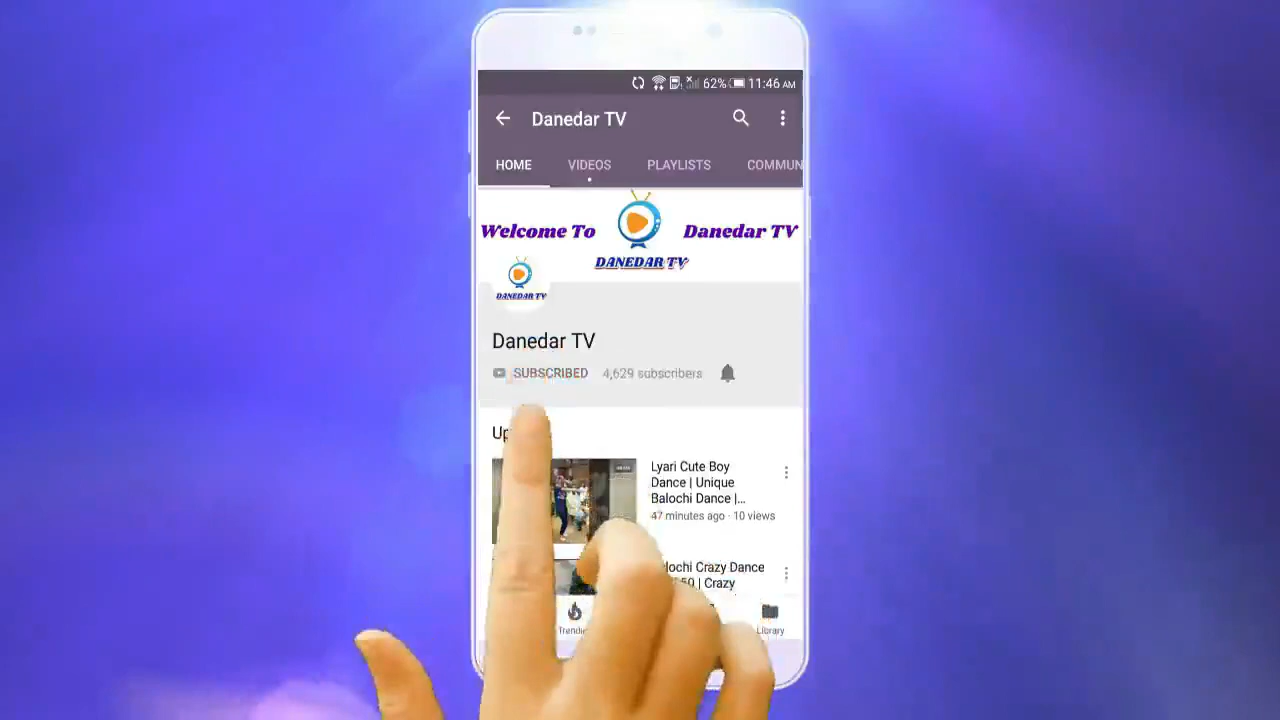 62% 11:46 AM
Danedar TV
HOME VIDEOS PLAYLISTS COMMUN
Welcome To Danedar TV
DANEDAR TV
DANEDAR TV
Danedar TV
SUBSCRIBED 4,629 subscribers
Up
Lyari Cute Boy
Dance | Unique
Balochi Dance |...
47 minutes ago · 10 views
alochi Crazy Dance
50 | Crazy
Trendi
Library